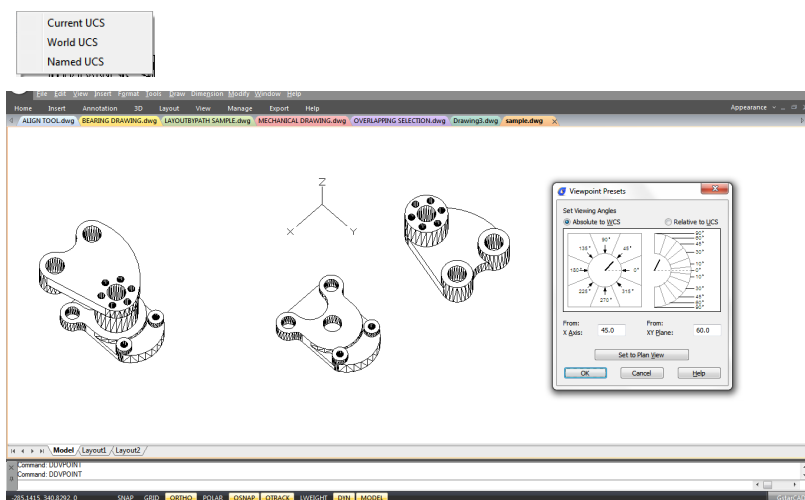 Current UCS
World UCS
Named UCS
File Edit View Insert Format Tools Draw Dimension Modify Window Help
Home Insert Annotation 3D Layout View Manage Export Help Appearance
ALIGN TOOL.dwg BEARING DRAWING.dwg LAYOUTBYPATH SAMPLE.dwg MECHANICAL DRAWING.dwg OVERLAPPING SELECTION.dwg Drawing3.dwg sample.dwg
Z
X Y
Viewpoint Presets
Set Viewing Angles
Absolute to WCS Relative to UCS
135° 90° 45°
180° 0°
225° 270° 315°
90°
60°
45°
30°
10°
0°
-10°
-30°
-45°
-60°
-90°
From: From:
X Axis: 45.0 XY Plane: 60.0
Set to Plan View
OK Cancel Help
Model Layout1 Layout2
Command: DDVPOINT
Command: DDVPOINT
-285.1415, 340.8292, 0 SNAP GRID ORTHO POLAR OSNAP OTRACK LWEIGHT DYN MODEL